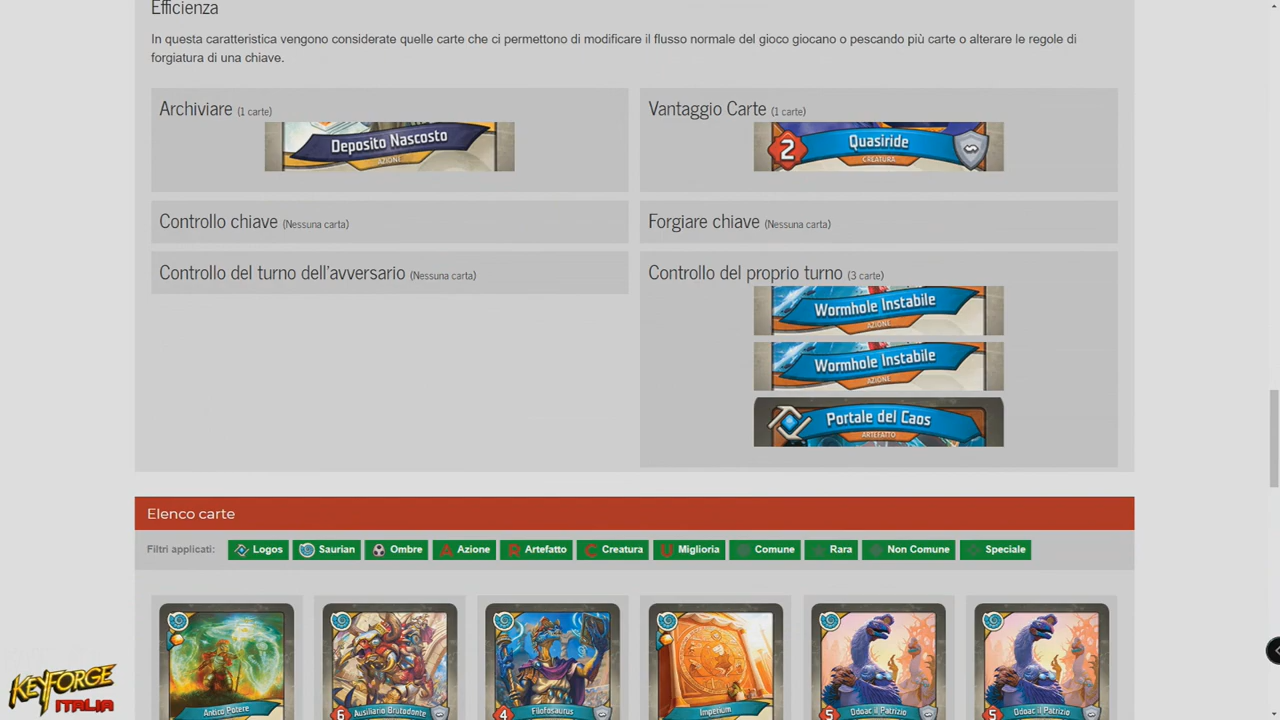 Efficienza
In questa caratteristica vengono considerate quelle carte che ci permettono di modificare il flusso normale del gioco giocano o pescando più carte o alterare le regole di
forgiatura di una chiave.
Archiviare (1 carte)
Deposito Nascosto
AZIONE
Vantaggio Carte (1 carte)
2
Quasiride
CREATURA
Controllo chiave (Nessuna carta)
Forgiare chiave (Nessuna carta)
Controllo del turno dell'avversario (Nessuna carta)
Controllo del proprio turno (3 carte)
Wormhole Instabile
AZIONE
Wormhole Instabile
AZIONE
Portale del Caos
ARTEFATTO
Elenco carte
Filtri applicati: Logos Saurian Ombre A Azione R Artefatto C Creatura U Miglioria Comune Rara Non Comune Speciale
Antico Potere
6 Ausiliario Brutodonte
4 Filofosaurus
Imperium
5 Odoac il Patrizio
5 Odoac il Patrizio
KEYFORGE
ITALIA